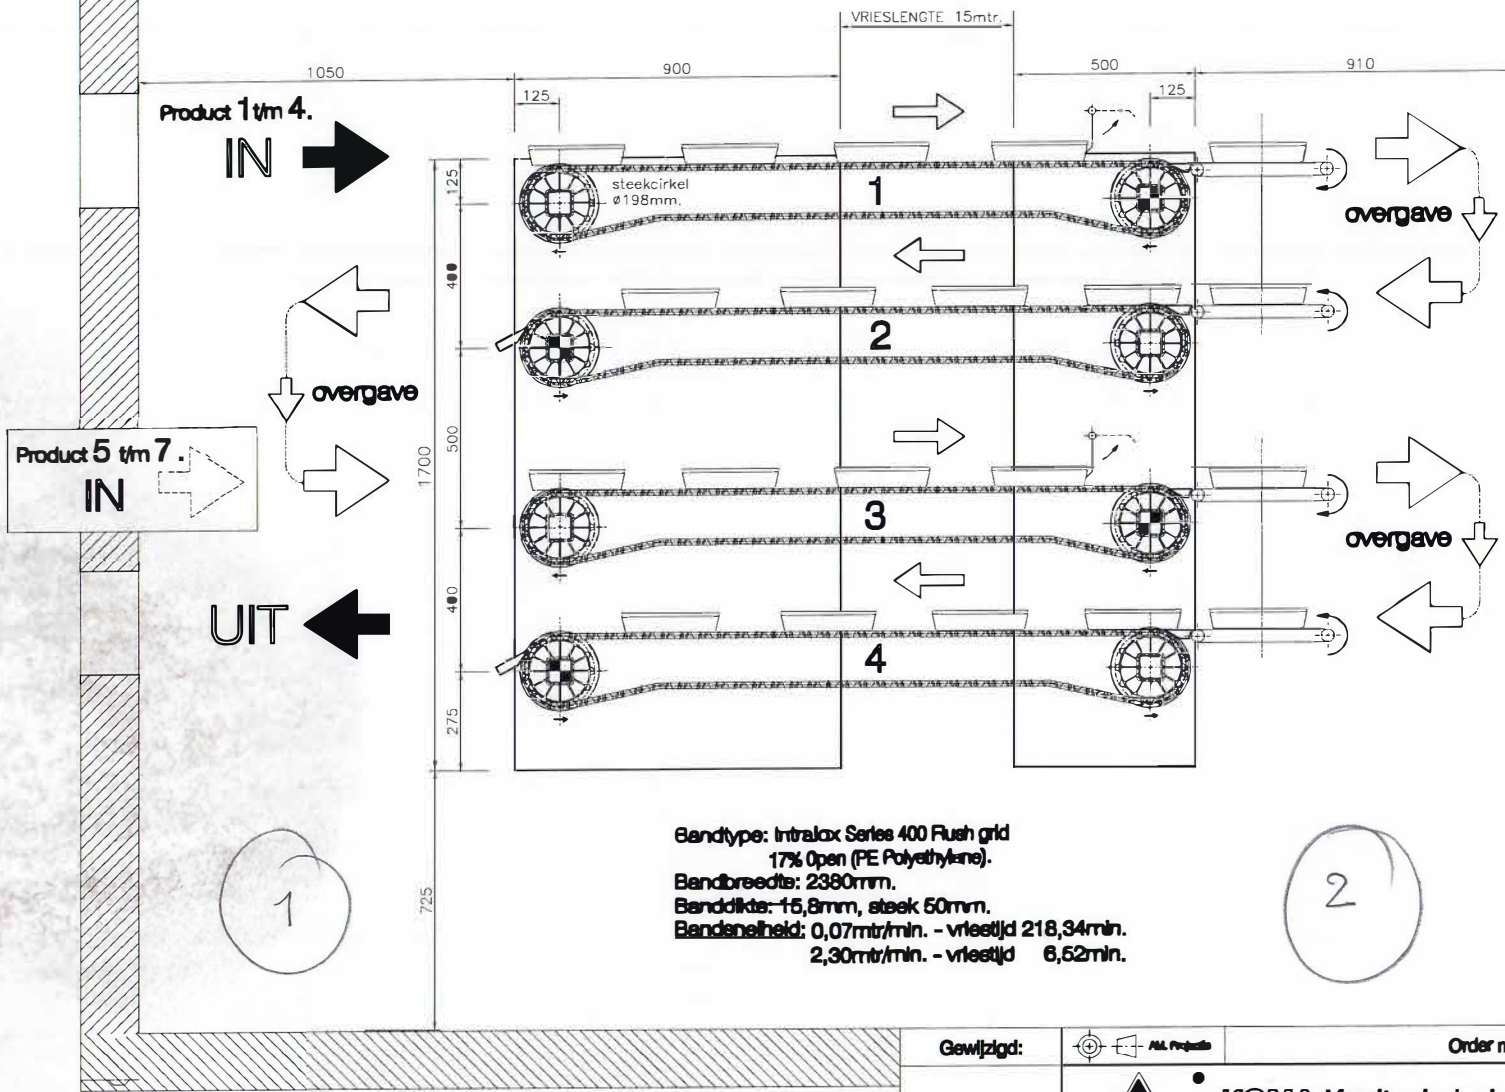 VRIESLENGTE 15mtr.
1050
900
500
910
125
125
Product 1 t/m 4.
IN
steekcirkel
ø198mm.
1
125
overgave
400
2
overgave
Product 5 t/m 7.
IN
1700
500
3
overgave
400
UIT
4
275
Bandtype: Intralox Series 400 Flush grid
17% Open (PE Polyethylene).
Bandbreedte: 2380mm.
Banddikte: 15,8mm, steek 50mm.
Bandsnelheid: 0,07mtr/min. - vriestijd 218,34min.
2,30mtr/min. - vriestijd 6,52min.
725
1
2
Gewijzigd:
Am. Projectie
Order n